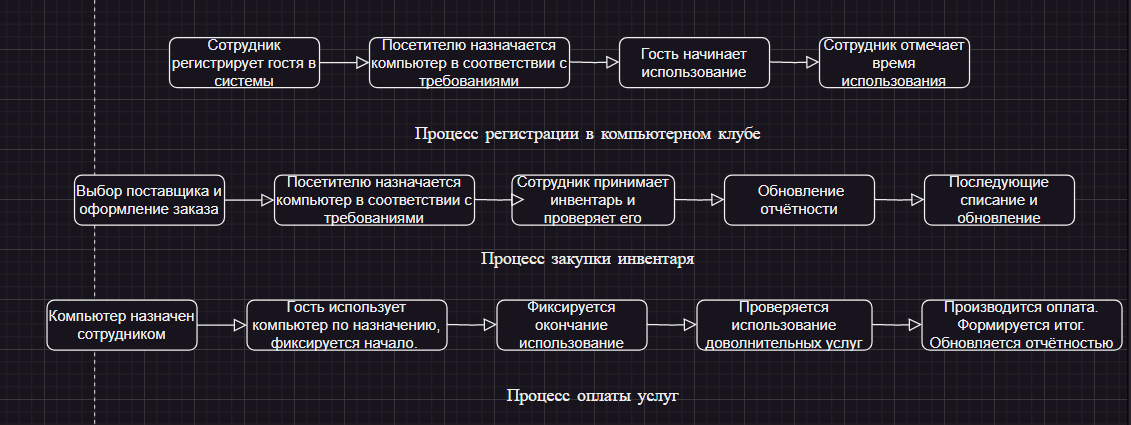 Сотрудник
регистрирует гостя в
системы
Посетителю назначается
компьютер в соответствии с
требованиями
Гость начинает
использование
Сотрудник отмечает
время
использования
Процесс регистрации в компьютерном клубе
Выбор поставщика и
оформление заказа
Посетителю назначается
компьютер в соответствии с
требованиями
Сотрудник принимает
инвентарь и
проверяет его
Обновление
отчётности
Последующие
списание и
обновление
Процесс закупки инвентаря
Компьютер назначен
сотрудником
Гость использует
компьютер по назначению,
фиксируется начало.
Фиксируется
окончание
использование
Проверяется
использование
доволнительных услуг
Производится оплата.
Формируется итог.
Обновляется отчётностью
Процесс оплаты услуг